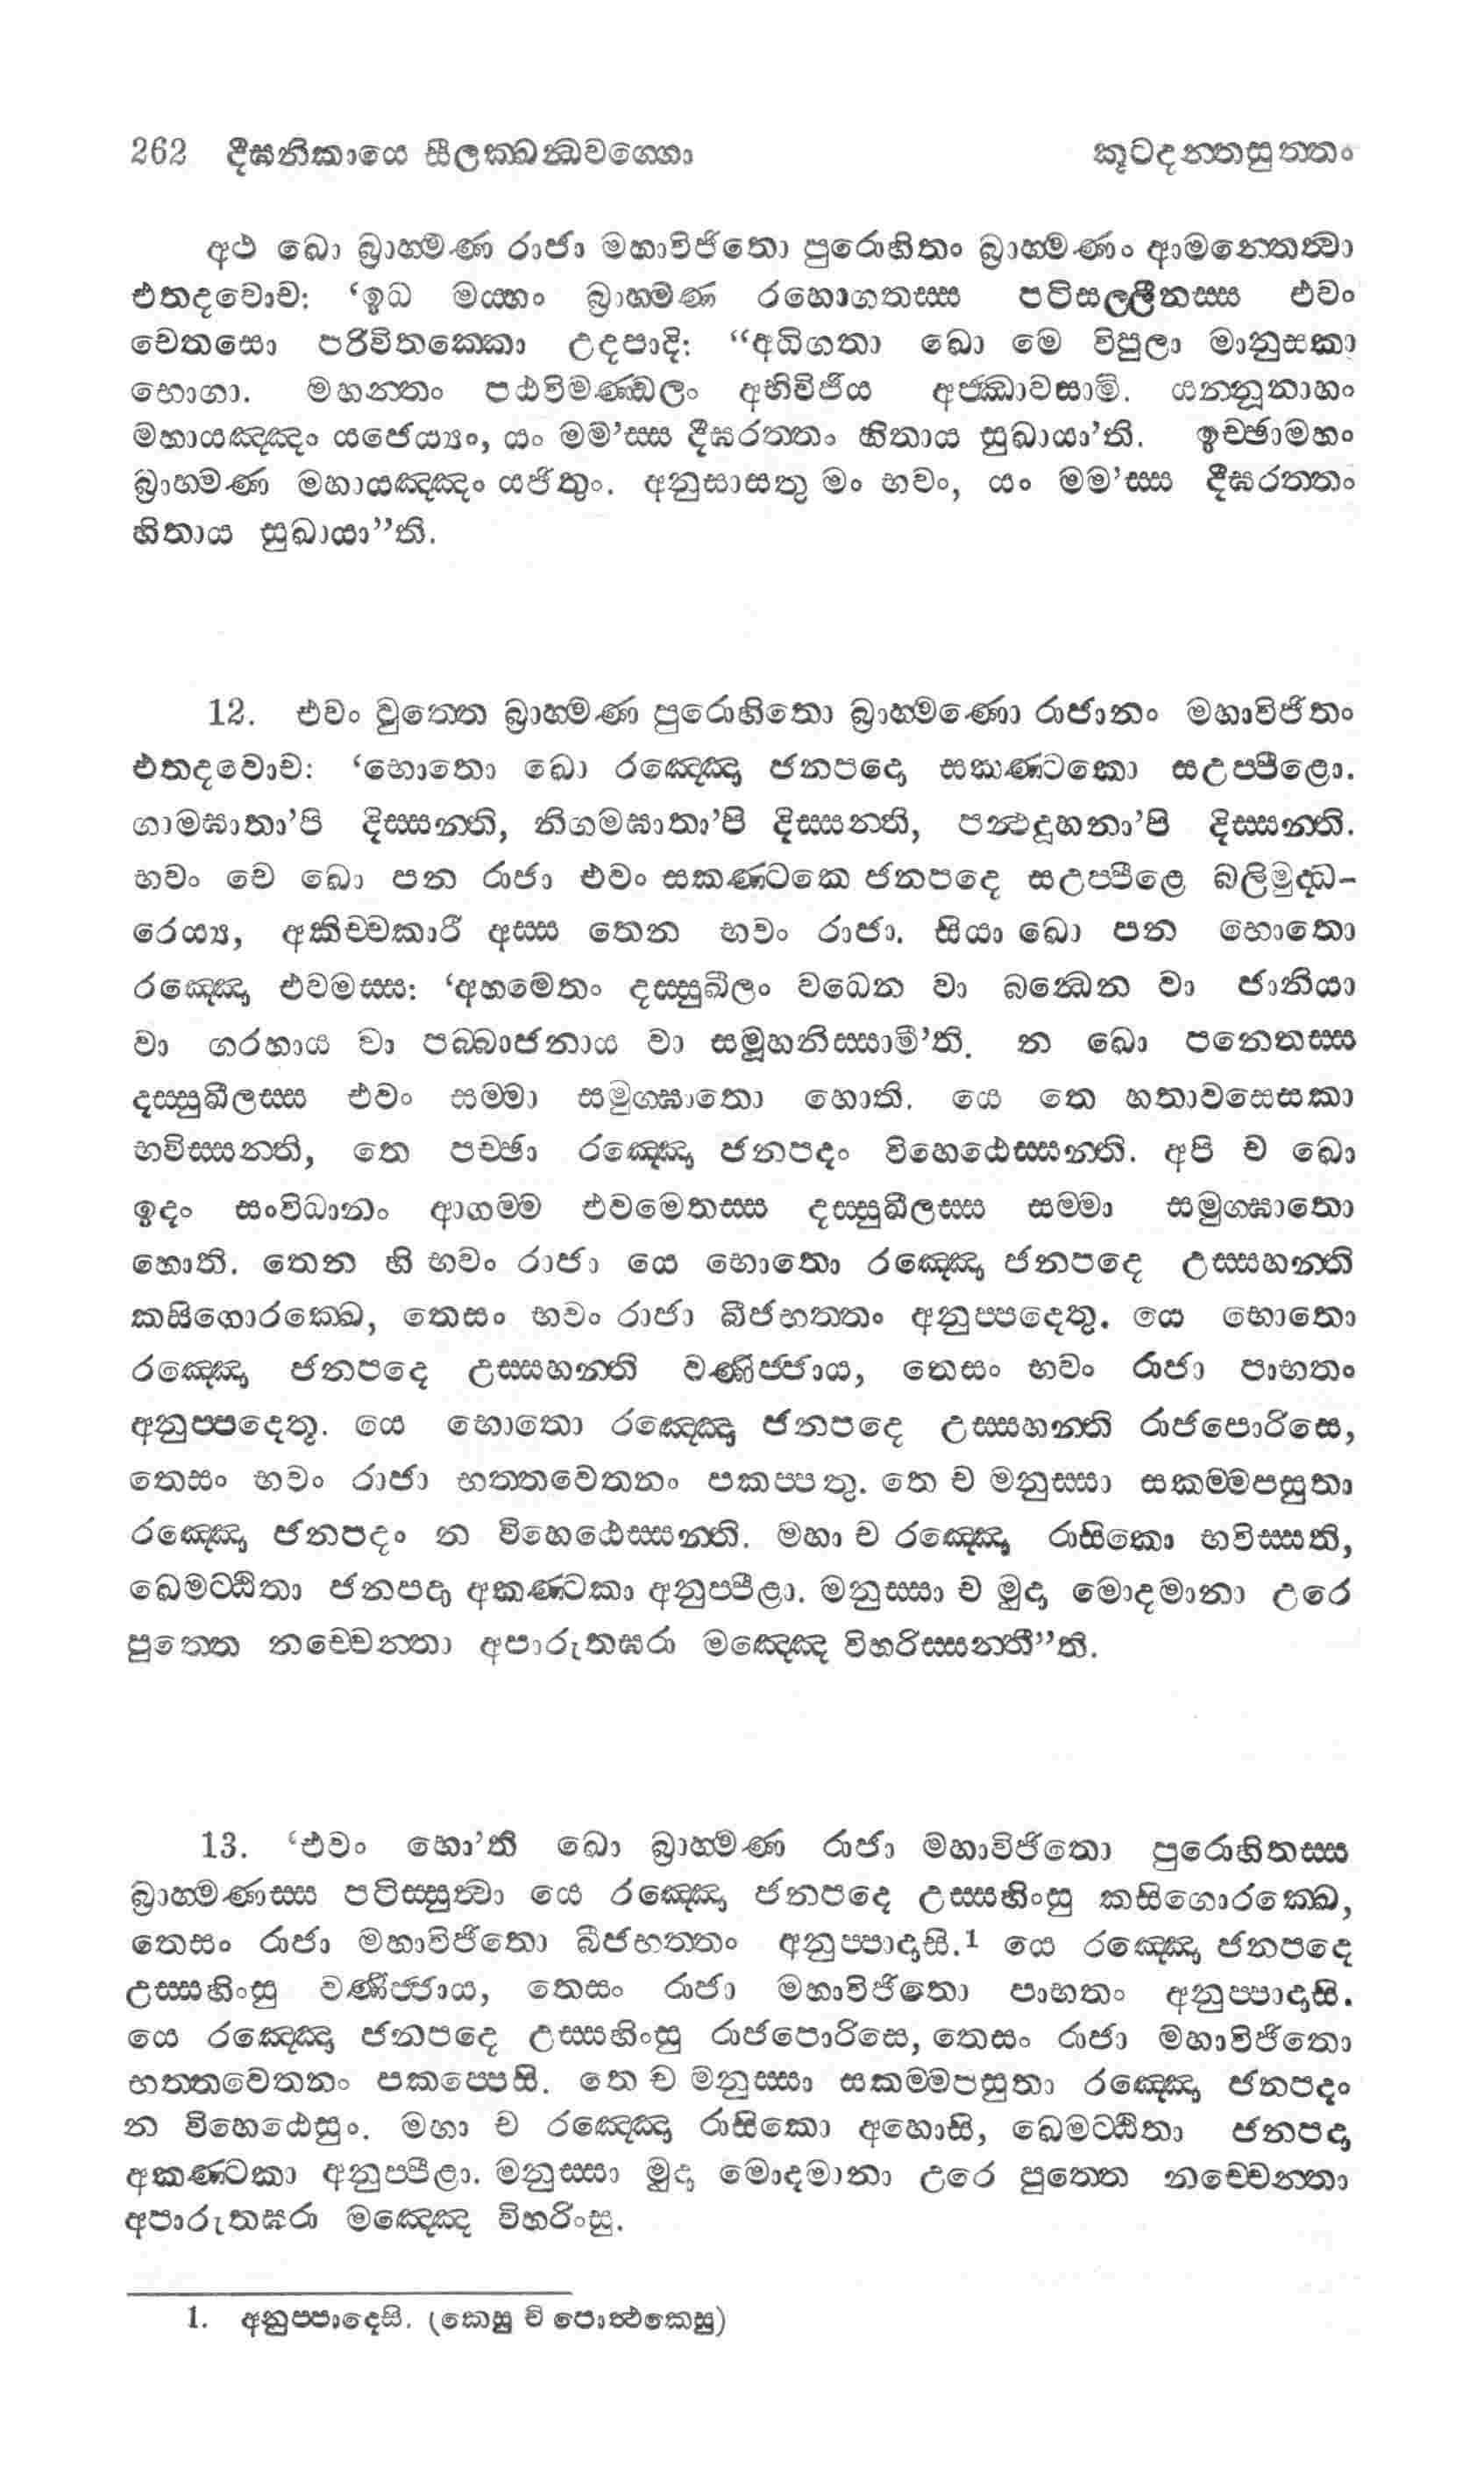 262 දීඝනිකායෙ සීලක්ඛන්ධවග්ගො කූටදන්තසුත්තං
අථ ඛො බ්‍රාහ්මණ රාජා මහාවිජිතො පුරොහිතං බ්‍රාහ්මණං ආමන්තෙත්‍වා
එතදවොච: ‘ඉධ මය්හං බ්‍රාහ්මණ රහොගතස්ස පටිසල්ලීනස්ස එවං
චෙතසො පරිවිතක්කො උදපාදි: “අධිගතා ඛො මෙ විපුලා මානුසකා
භොගා. මහන්තං පඨවිමණ්ඩලං අභිවිජිය අජ්ඣාවසාමි. යන්නූනාහං
මහායඤ්ඤං යජෙය්‍යං, යං මම’ස්ස දීඝරත්තං හිතාය සුඛායා’ති. ඉච්ඡාමහං
බ්‍රාහ්මණ මහායඤ්ඤං යජිතුං. අනුසාසතු මං භවං, යං මම’ස්ස දීඝරත්තං
හිතාය සුඛායා”ති.
12. එවං වුත්තෙ බ්‍රාහ්මණ පුරොහිතො බ්‍රාහ්මණො රාජානං මහාවිජිතං
එතදවොච: ‘භොතො ඛො රඤ්ඤො ජනපදො සකණ්ටකො සඋප්පීළො.
ගාමඝාතා’පි දිස්සන්ති, නිගමඝාතා’පි දිස්සන්ති, පන්ථදූහනා’පි දිස්සන්ති.
භවං චෙ ඛො පන රාජා එවං සකණ්ටකෙ ජනපදෙ සඋප්පීළෙ බලිමුද්ධ-
රෙය්‍ය, අකිච්චකාරී අස්ස තෙන භවං රාජා. සියා ඛො පන භොතො
රඤ්ඤො එවමස්ස: ‘අහමේතං දස්සුඛීලං වධෙන වා බන්ධෙන වා ජානියා
වා ගරහාය වා පබ්බාජනාය වා සමූහනිස්සාමී’ති. න ඛො පනෙතස්ස
දස්සුඛීලස්ස එවං සම්මා සමුග්ඝාතො හොති. යෙ තෙ හතාවසෙසකා
භවිස්සන්ති, තෙ පච්ඡා රඤ්ඤො ජනපදං විහෙඨෙස්සන්ති. අපි ච ඛො
ඉදං සංවිධානං ආගම්ම එවමෙතස්ස දස්සුඛීලස්ස සම්මා සමුග්ඝාතො
හොති. තෙන හි භවං රාජා යෙ භොතො රඤ්ඤො ජනපදෙ උස්සහන්ති
කසිගොරක්ඛෙ, තෙසං භවං රාජා බීජභත්තං අනුප්පදෙතු. යෙ භොතො
රඤ්ඤො ජනපදෙ උස්සහන්ති වණිජ්ජාය, තෙසං භවං රාජා පාභතං
අනුප්පදෙතූ. යෙ භොතො රඤ්ඤො ජනපදෙ උස්සහන්ති රාජපොරිසෙ,
තෙසං භවං රාජා භත්තවෙතනං පකප්පතු. තෙ ච මනුස්සා සකම්මපසුතා
රඤ්ඤො ජනපදං න විහෙඨෙස්සන්ති. මහා ච රඤ්ඤො රාසිකො භවිස්සති,
ඛෙමට්ඨිතා ජනපදා අකණ්ටකා අනුප්පීළා. මනුස්සා ච මුදා මොදමානා උරෙ
පුත්තෙ නච්චෙන්තා අපාරුතඝරා මඤ්ඤෙ විහරිස්සන්තී”ති.
13. ‘එවං හො’ති ඛො බ්‍රාහ්මණ රාජා මහාවිජිතො පුරොහිතස්ස
බ්‍රාහ්මණස්ස පටිස්සුත්‍වා යෙ රඤ්ඤො ජනපදෙ උස්සහිංසු කසිගොරක්ඛෙ,
තෙසං රාජා මහාවිජිතො බීජභත්තං අනුප්පාදාසි.¹ යෙ රඤ්ඤො ජනපදෙ
උස්සහිංසු වණිජ්ජාය, තෙසං රාජා මහාවිජිතො පාභතං අනුප්පාදාසි.
යෙ රඤ්ඤො ජනපදෙ උස්සහිංසු රාජපොරිසෙ, තෙසං රාජා මහාවිජිතො
භත්තවෙතනං පකප්පෙසි. තෙ ච මනුස්සා සකම්මපසුතා රඤ්ඤො ජනපදං
න විහෙඨෙසුං. මහා ච රඤ්ඤො රාසිකො අහොසි, ඛෙමට්ඨිතා ජනපදා
අකණ්ටකා අනුප්පීළා. මනුස්සා මුදා මොදමානා උරෙ පුත්තෙ නච්චෙන්තා
අපාරුතඝරා මඤ්ඤෙ විහරිංසු.
1. අනුප්පාදෙසි. (කෙසු චි පොත්‍ථකෙසු)